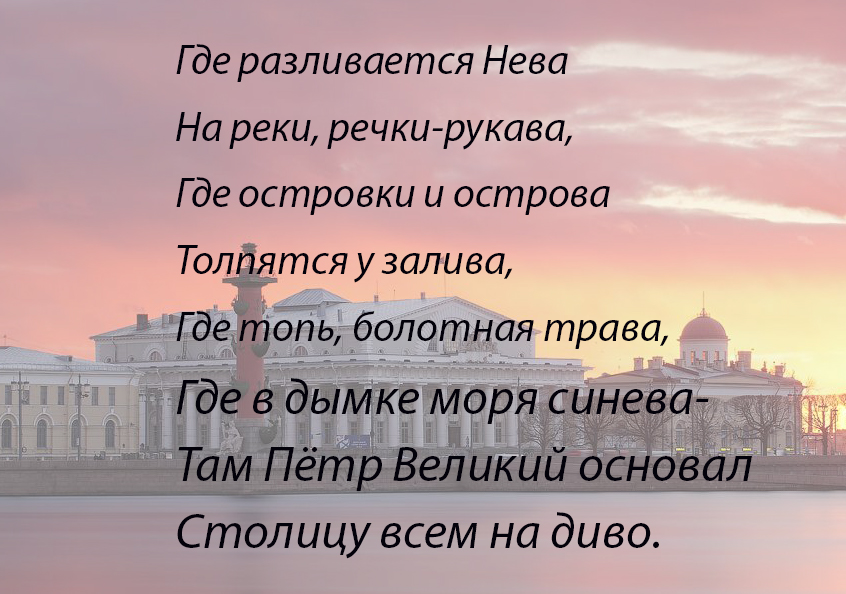 Где разливается Нева
На реки, речки-рукава,
Где островки и острова
Толпятся у залива,
Где топь, болотная трава,
Где в дымке моря синева-
Там Пётр Великий основал
Столицу всем на диво.